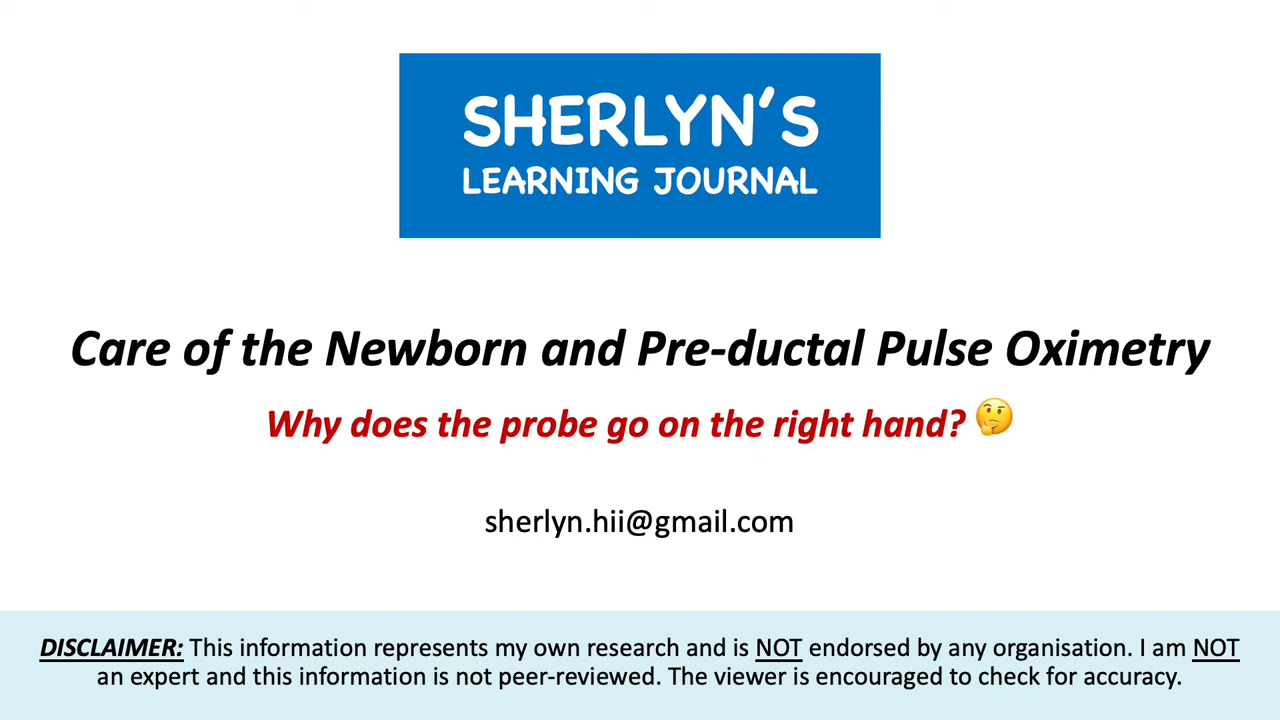 SHERLYN'S
LEARNING JOURNAL
Care of the Newborn and Pre-ductal Pulse Oximetry
Why does the probe go on the right hand? 🤔
sherlyn.hii@gmail.com
DISCLAIMER: This information represents my own research and is NOT endorsed by any organisation. I am NOT
an expert and this information is not peer-reviewed. The viewer is encouraged to check for accuracy.